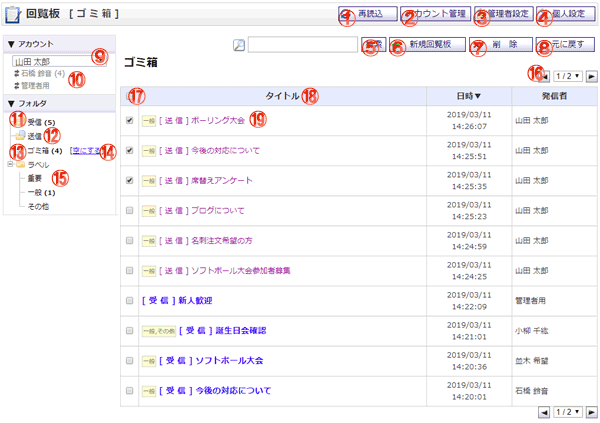 回覧板 [ ゴミ箱 ]
① 再読込 ② アカウント管理 ③ 管理者設定 ④ 個人設定
▼ アカウント
山田 太郎 ⑨
石橋 鈴音 (4) ⑩
管理者用
⑤ 検索 ⑥ 新規回覧板 ⑦ 削 除 ⑧ 元に戻す
ゴミ箱
⑯ 1 / 2 ▼
▼ フォルダ
⑪ 受信 (5)
送信 ⑫
⑬ ゴミ箱 (4) [空にする] ⑭
ラベル
重要
一般 (1) ⑮
その他
⑰ タイトル ⑱ 日時▼ 発信者
一般 [ 送 信 ] ボーリング大会 ⑲ 2019/03/11 14:26:07 山田 太郎
一般 [ 送 信 ] 今後の対応について 2019/03/11 14:25:51 山田 太郎
一般 [ 送 信 ] 席替えアンケート 2019/03/11 14:25:35 山田 太郎
一般 [ 送 信 ] ブログについて 2019/03/11 14:25:23 山田 太郎
一般 [ 送 信 ] 名刺注文希望の方 2019/03/11 14:24:59 山田 太郎
一般 [ 送 信 ] ソフトボール大会参加者募集 2019/03/11 14:24:25 山田 太郎
[ 受 信 ] 新人歓迎 2019/03/11 14:22:09 管理者用
一般,その他 [ 受 信 ] 誕生日会確認 2019/03/11 14:21:01 小柳 千紘
一般 [ 受 信 ] ソフトボール大会 2019/03/11 14:20:36 並木 希望
一般 [ 受 信 ] 今後の対応について 2019/03/11 14:20:01 石橋 鈴音
1 / 2 ▼